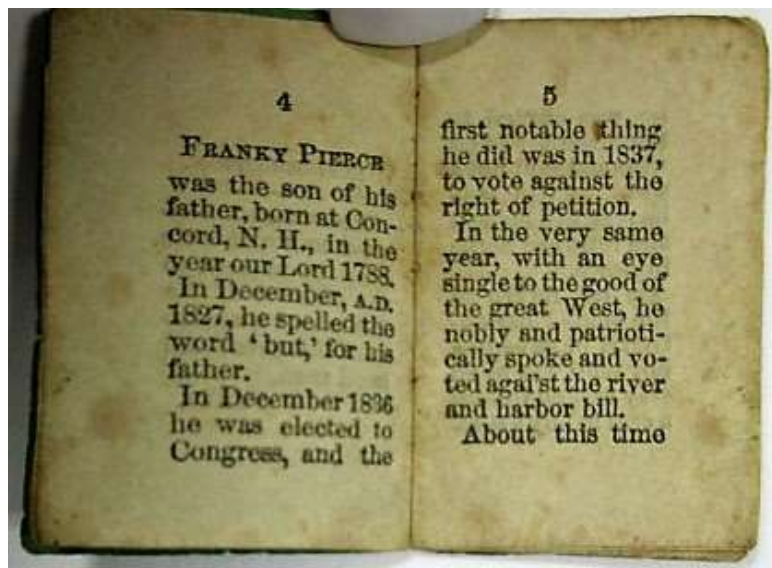 4
FRANKY PIERCE
was the son of his
father, born at Con-
cord, N. H., in the
year our Lord 1788.
In December, A.D.
1827, he spelled the
word ‘but,’ for his
father.
In December 1836
he was elected to
Congress, and the
5
first notable thing
he did was in 1837,
to vote against the
right of petition.
In the very same
year, with an eye
single to the good of
the great West, he
nobly and patrioti-
cally spoke and vo-
ted agai'st the river
and harbor bill.
About this time